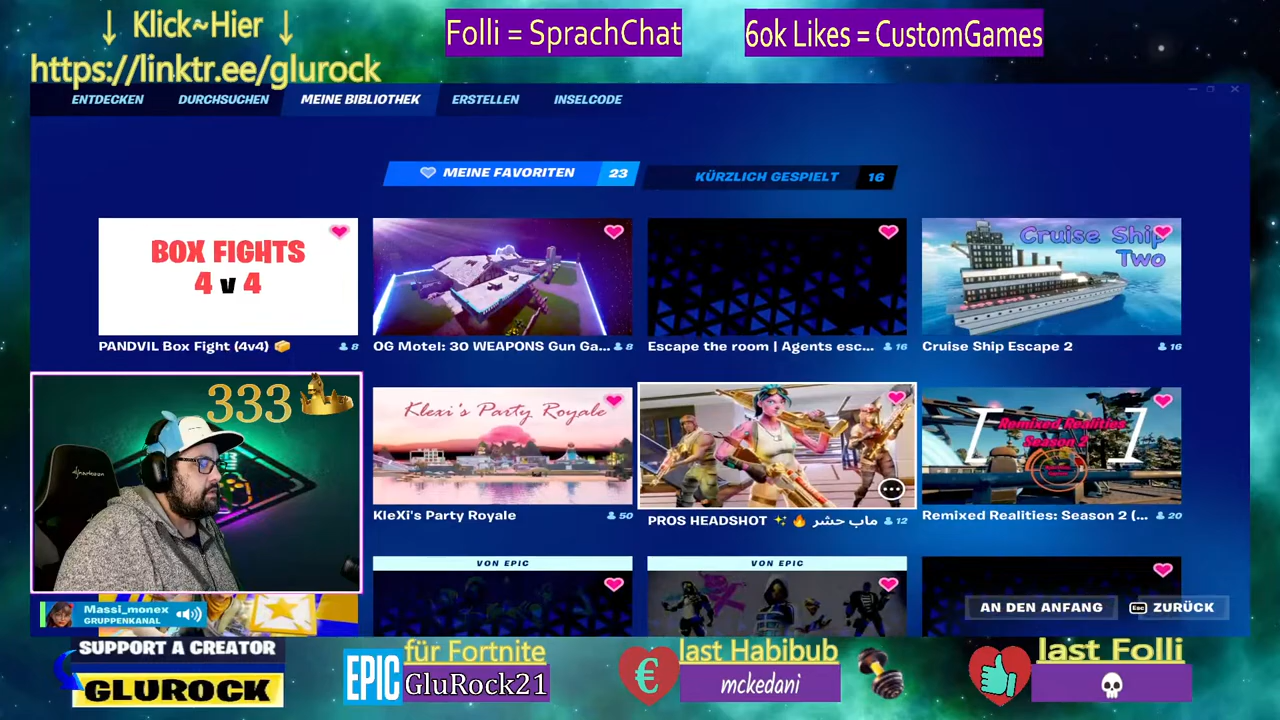 ↓ Klick~Hier ↓
https://linktr.ee/glurock
Folli = SprachChat
60k Likes = CustomGames
ENTDECKEN
DURCHSUCHEN
MEINE BIBLIOTHEK
ERSTELLEN
INSELCODE
MEINE FAVORITEN 23
KÜRZLICH GESPIELT 16
BOX FIGHTS
4 v 4
Cruise Ship
Two
PANDVIL Box Fight (4v4) 8
OG Motel: 30 WEAPONS Gun Ga... 8
Escape the room | Agents esc... 16
Cruise Ship Escape 2 16
333
Klexi's Party Royale
Remixed Realities
Season 2
KleXi's Party Royale 50
PROS HEADSHOT ✨ 🔥 ماب حشر 12
Remixed Realities: Season 2 (... 20
VON EPIC
VON EPIC
Massi_monex
GRUPPENKANAL
AN DEN ANFANG
Esc ZURÜCK
SUPPORT A CREATOR
GLUROCK
EPIC
für Fortnite
GluRock21
€
last Habibub
mckedani
last Folli